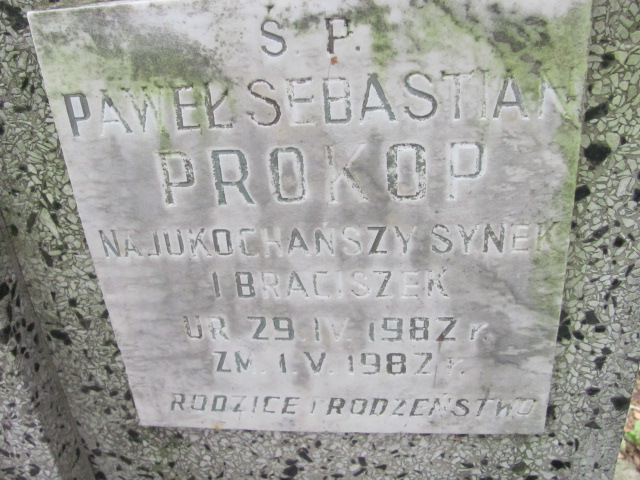 Ś. P.
PAWEŁ SEBASTIAN
PROKOP
NAJUKOCHAŃSZY SYNEK
I BRACISZEK
UR. 29.IV.1982 r.
ZM. 1.V.1982 r.
RODZICE I RODZEŃSTWO